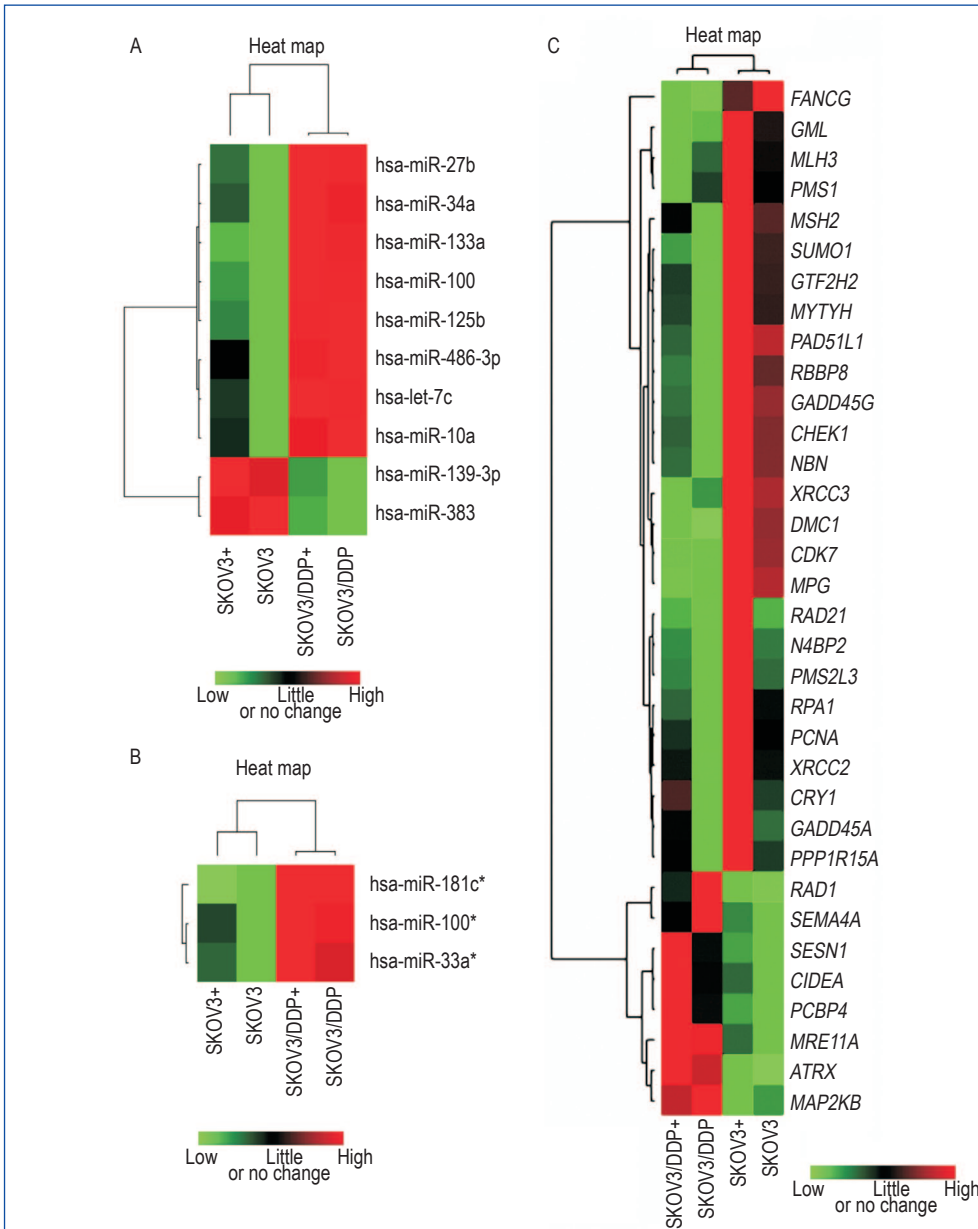 A
Heat map
hsa-miR-27b
hsa-miR-34a
hsa-miR-133a
hsa-miR-100
hsa-miR-125b
hsa-miR-486-3p
hsa-let-7c
hsa-miR-10a
hsa-miR-139-3p
hsa-miR-383
SKOV3+
SKOV3
SKOV3/DDP+
SKOV3/DDP
Low Little High
or no change
B
Heat map
hsa-miR-181c*
hsa-miR-100*
hsa-miR-33a*
SKOV3+
SKOV3
SKOV3/DDP+
SKOV3/DDP
Low Little High
or no change
C
Heat map
FANCG
GML
MLH3
PMS1
MSH2
SUMO1
GTF2H2
MYTYH
PAD51L1
RBBP8
GADD45G
CHEK1
NBN
XRCC3
DMC1
CDK7
MPG
RAD21
N4BP2
PMS2L3
RPA1
PCNA
XRCC2
CRY1
GADD45A
PPP1R15A
RAD1
SEMA4A
SESN1
CIDEA
PCBP4
MRE11A
ATRX
MAP2KB
SKOV3/DDP+
SKOV3/DDP
SKOV3+
SKOV3
Low Little High
or no change